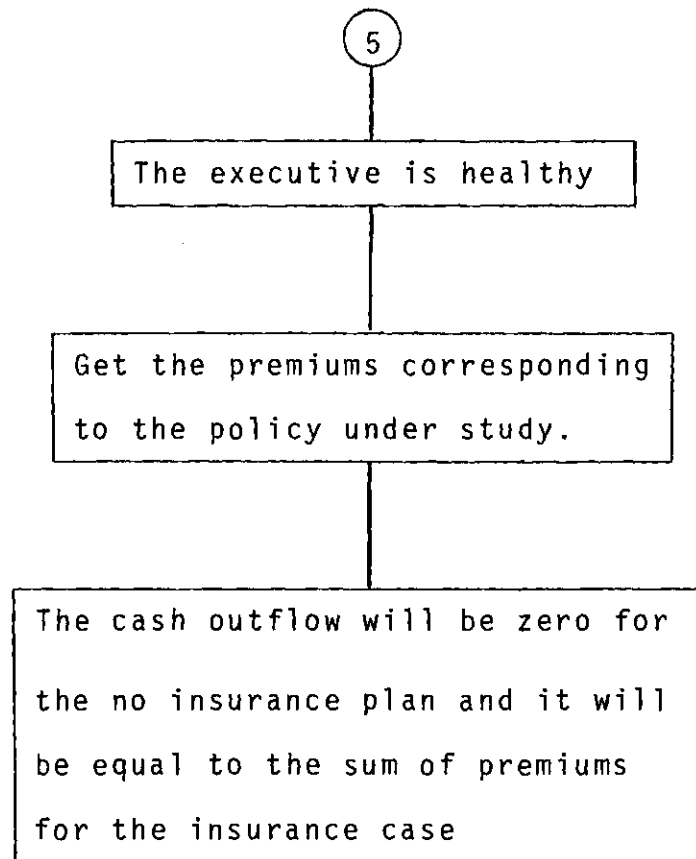 5
The executive is healthy
Get the premiums corresponding
to the policy under study.
The cash outflow will be zero for
the no insurance plan and it will
be equal to the sum of premiums
for the insurance case